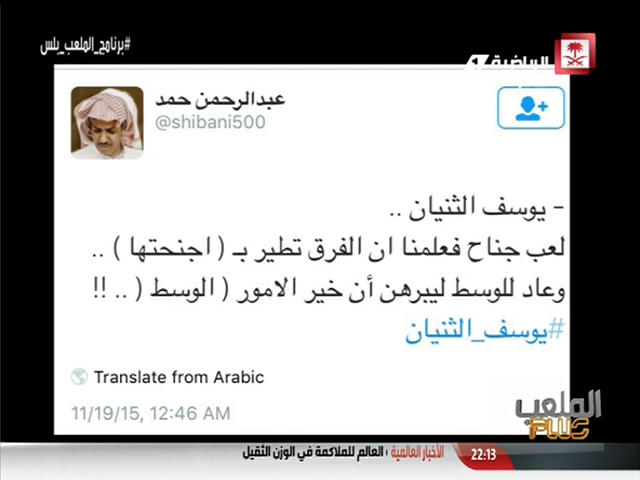 #برنامج_الملعب_بلس
الرياضية
عبدالرحمن حمد
@shibani500
- يوسف الثنيان ..
لعب جناح فعلمنا ان الفرق تطير بـ ( اجنحتها ) ..
وعاد للوسط ليبرهن أن خير الامور ( الوسط ( .. !!
#يوسف_الثنيان
Translate from Arabic
11/19/15, 12:46 AM
الملعب
PLUS
22:13 الأخبار العالمية ‹ العالم للملاكمة في الوزن الثقيل